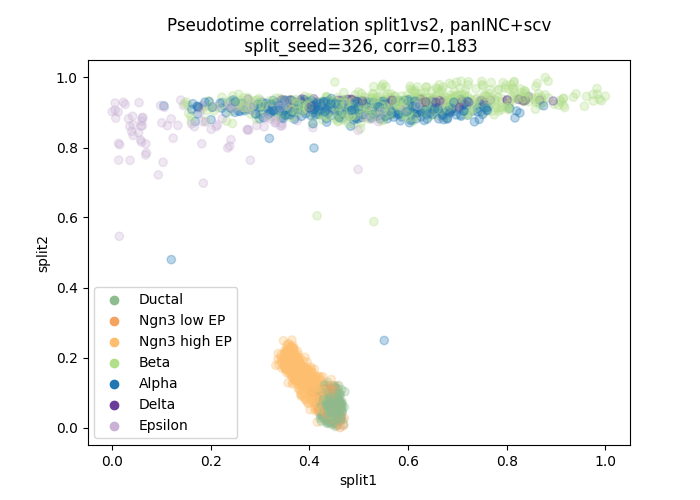 Pseudotime correlation split1vs2, panINC+scv
split_seed=326, corr=0.183
1.0
0.8
0.6
0.4
0.2
0.0
split2
Ductal
Ngn3 low EP
Ngn3 high EP
Beta
Alpha
Delta
Epsilon
0.0 0.2 0.4 0.6 0.8 1.0
split1